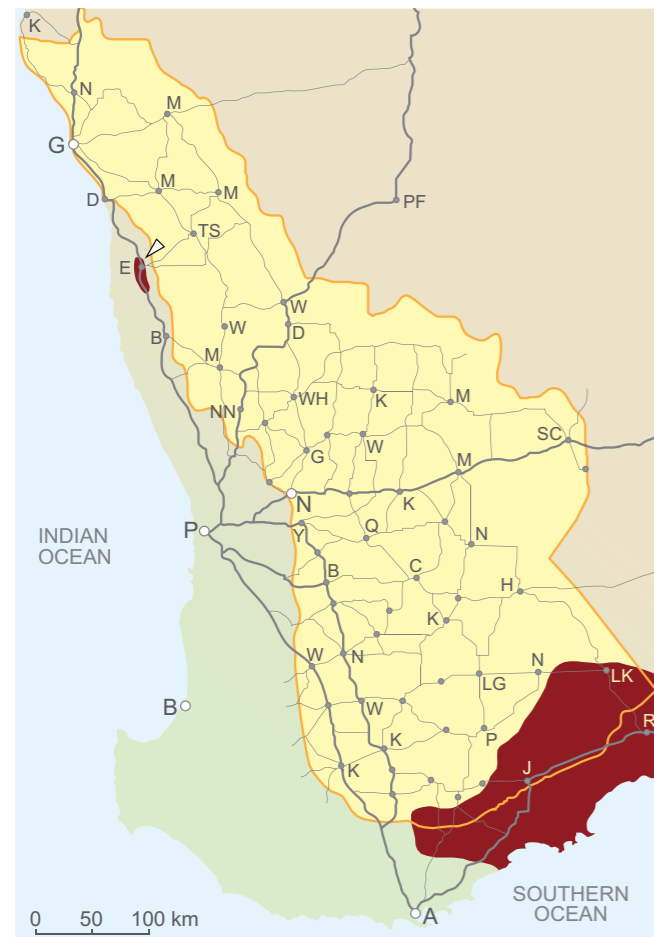 K
N
M
G
M
M
D
PF
TS
E
W
D
B
W
M
WH
K
M
NN
SC
W
G
M
N
K
P
Y
Q
N
INDIAN
OCEAN
B
C
H
K
N
W
N
LK
LG
B
W
R
P
K
K
J
SOUTHERN
OCEAN
A
0 50 100 km